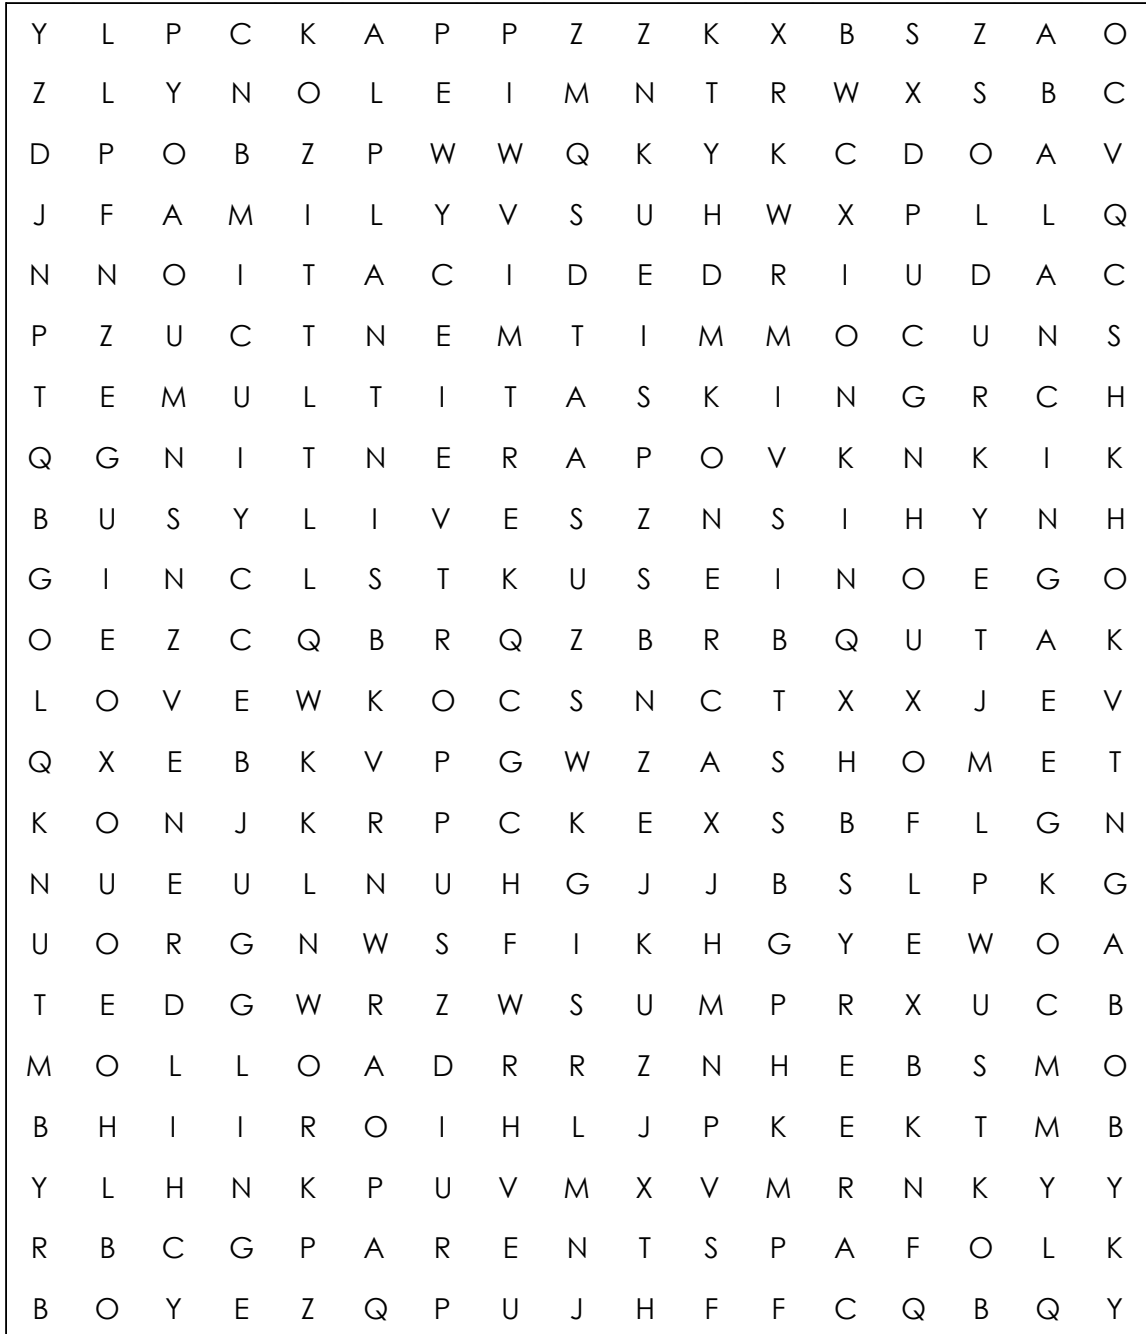 Y L P C K A P P Z Z K X B S Z A O
Z L Y N O L E I M N T R W X S B C
D P O B Z P W W Q K Y K C D O A V
J F A M I L Y V S U H W X P L L Q
N N O I T A C I D E D R I U D A C
P Z U C T N E M T I M M O C U N S
T E M U L T I T A S K I N G R C H
Q G N I T N E R A P O V K N K I K
B U S Y L I V E S Z N S I H Y N H
G I N C L S T K U S E I N O E G O
O E Z C Q B R Q Z B R B Q U T A K
L O V E W K O C S N C T X X J E V
Q X E B K V P G W Z A S H O M E T
K O N J K R P C K E X S B F L G N
N U E U L N U H G J J B S L P K G
U O R G N W S F I K H G Y E W O A
T E D G W R Z W S U M P R X U C B
M O L L O A D R R Z N H E B S M O
B H I I R O I H L J P K E K T M B
Y L H N K P U V M X V M R N K Y Y
R B C G P A R E N T S P A F O L K
B O Y E Z Q P U J H F F C Q B Q Y